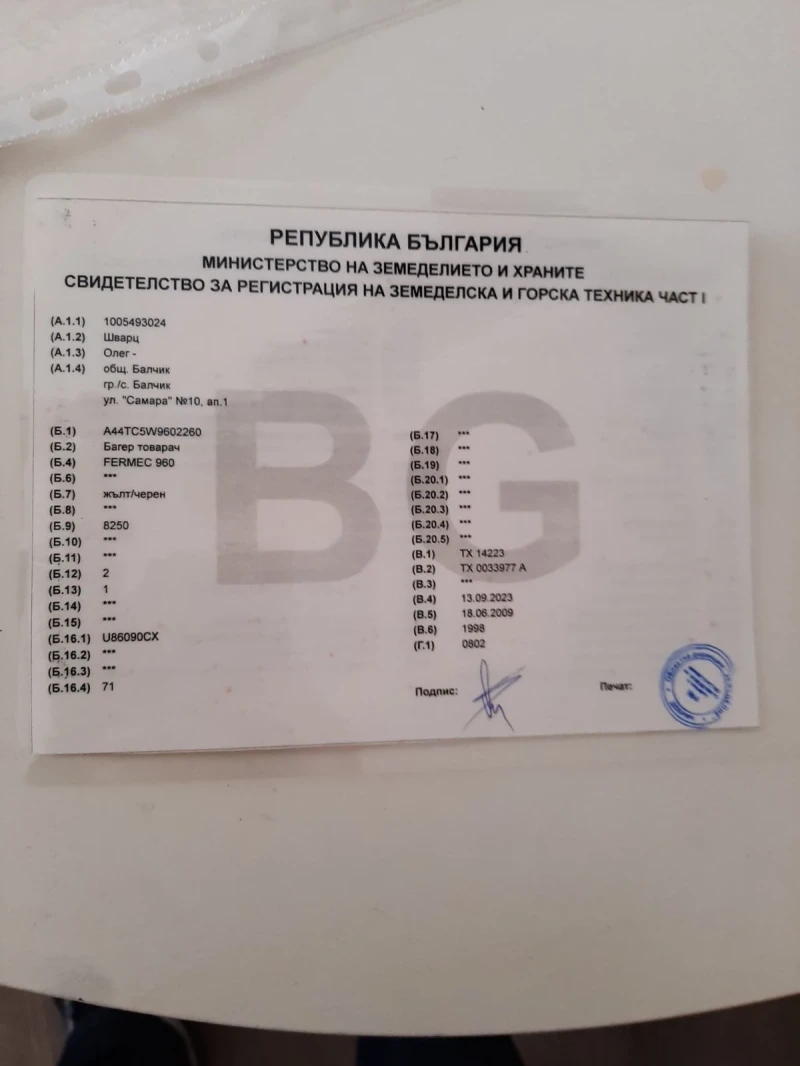 РЕПУБЛИКА БЪЛГАРИЯ
МИНИСТЕРСТВО НА ЗЕМЕДЕЛИЕТО И ХРАНИТЕ
СВИДЕТЕЛСТВО ЗА РЕГИСТРАЦИЯ НА ЗЕМЕДЕЛСКА И ГОРСКА ТЕХНИКА ЧАСТ I
(А.1.1) 1005493024
(А.1.2) Шварц
(А.1.3) Олег -
(А.1.4) общ. Балчик
гр./с. Балчик
ул. "Самара" №10, ап.1
BG
(Б.1) A44TC5W9602260
(Б.2) Багер товарач
(Б.4) FERMEC 960
(Б.6) ***
(Б.7) жълт/черен
(Б.8) ***
(Б.9) 8250
(Б.10) ***
(Б.11) ***
(Б.12) 2
(Б.13) 1
(Б.14) ***
(Б.15) ***
(Б.16.1) U86090CX
(Б.16.2) ***
(Б.16.3) ***
(Б.16.4) 71
(Б.17) ***
(Б.18) ***
(Б.19) ***
(Б.20.1) ***
(Б.20.2) ***
(Б.20.3) ***
(Б.20.4) ***
(Б.20.5) ***
(В.1) TX 14223
(В.2) TX 0033977 A
(В.3) ***
(В.4) 13.09.2023
(В.5) 18.06.2009
(В.6) 1998
(Г.1) 0802
Подпис:
Печат: